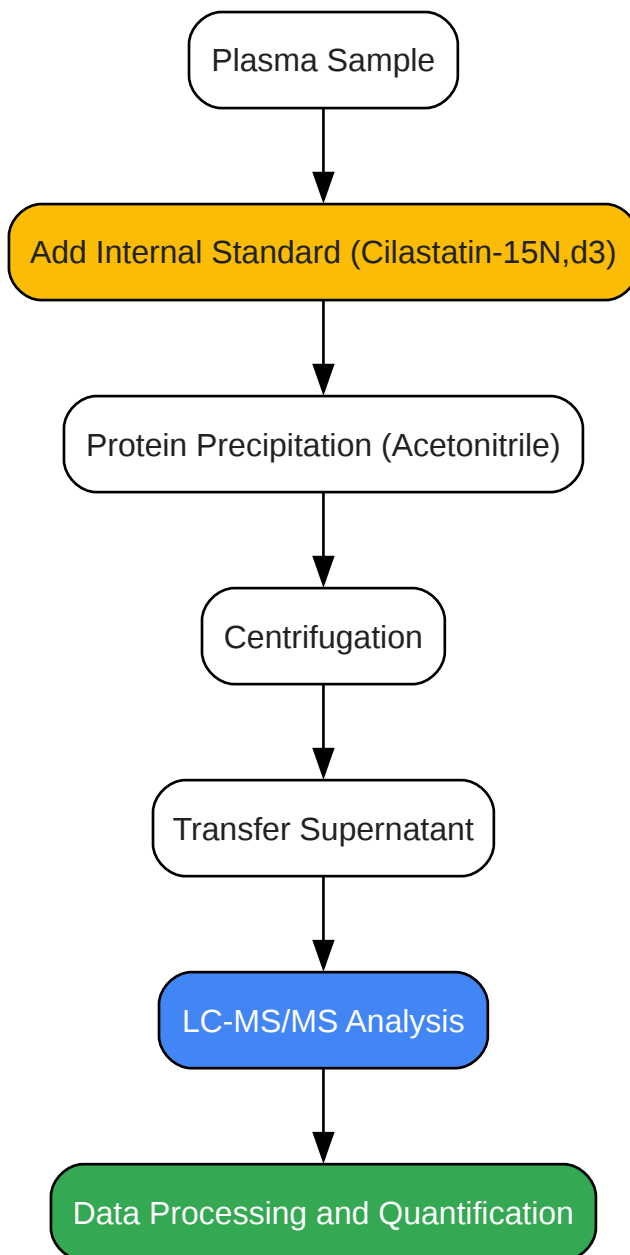 Plasma Sample
Add Internal Standard (Cilastatin-15N,d3)
Protein Precipitation (Acetonitrile)
Centrifugation
Transfer Supernatant
LC-MS/MS Analysis
Data Processing and Quantification